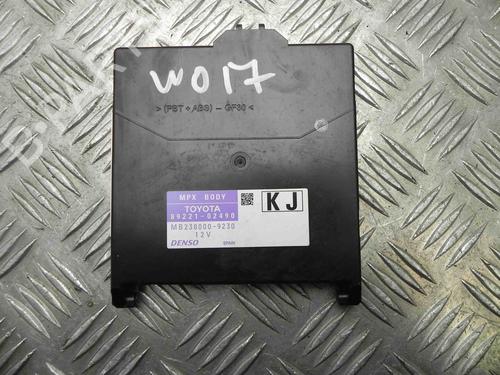 W017
> (PBT + ABS) - GF30 <
MPX BODY
TOYOTA
89221-02490
MB238000-9230
12V
DENSO SPAIN
KJ